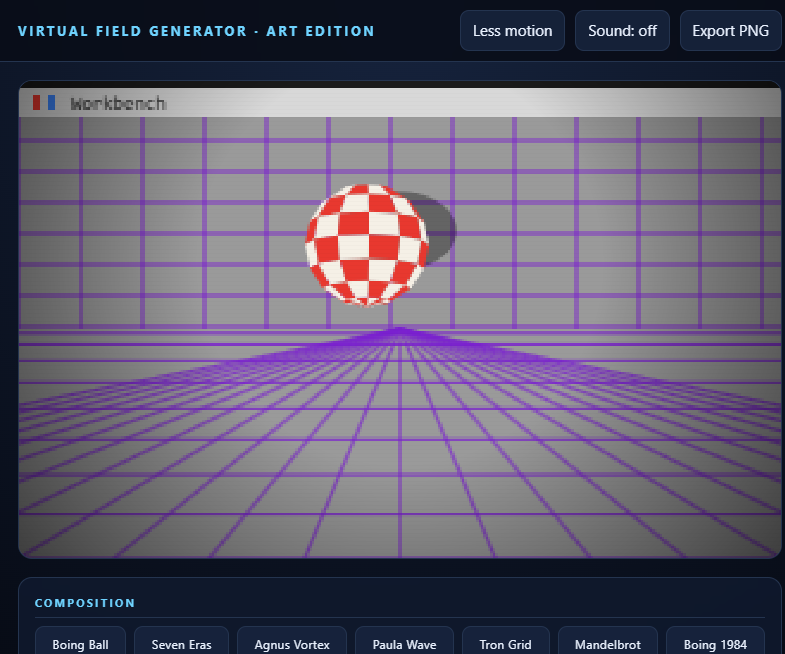 VIRTUAL FIELD GENERATOR - ART EDITION
Less motion
Sound: off
Export PNG
Workbench
COMPOSITION
Boing Ball
Seven Eras
Agnus Vortex
Paula Wave
Tron Grid
Mandelbrot
Boing 1984